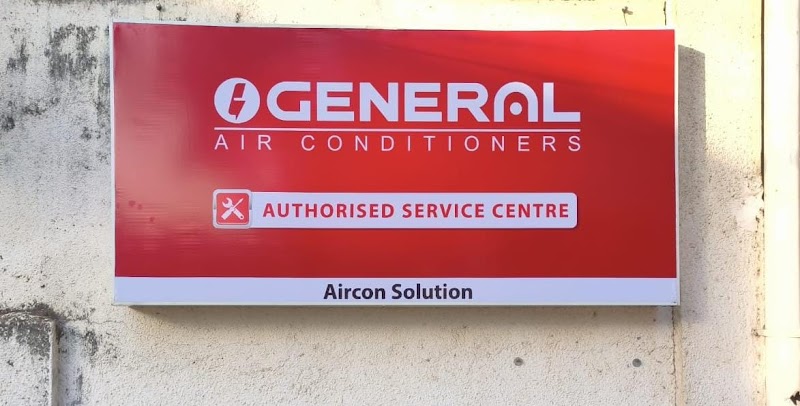 GENERAL
AIR CONDITIONERS
AUTHORISED SERVICE CENTRE
Aircon Solution